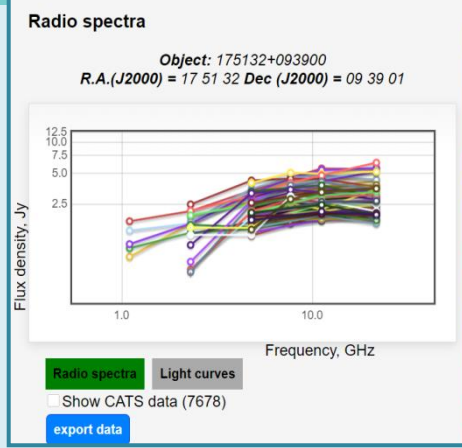 Radio spectra
Object: 175132+093900
R.A.(J2000) = 17 51 32 Dec (J2000) = 09 39 01
12.5
10.0
7.5
5.0
2.5
Flux density, Jy
1.0 10.0
Frequency, GHz
Radio spectra Light curves
Show CATS data (7678)
export data